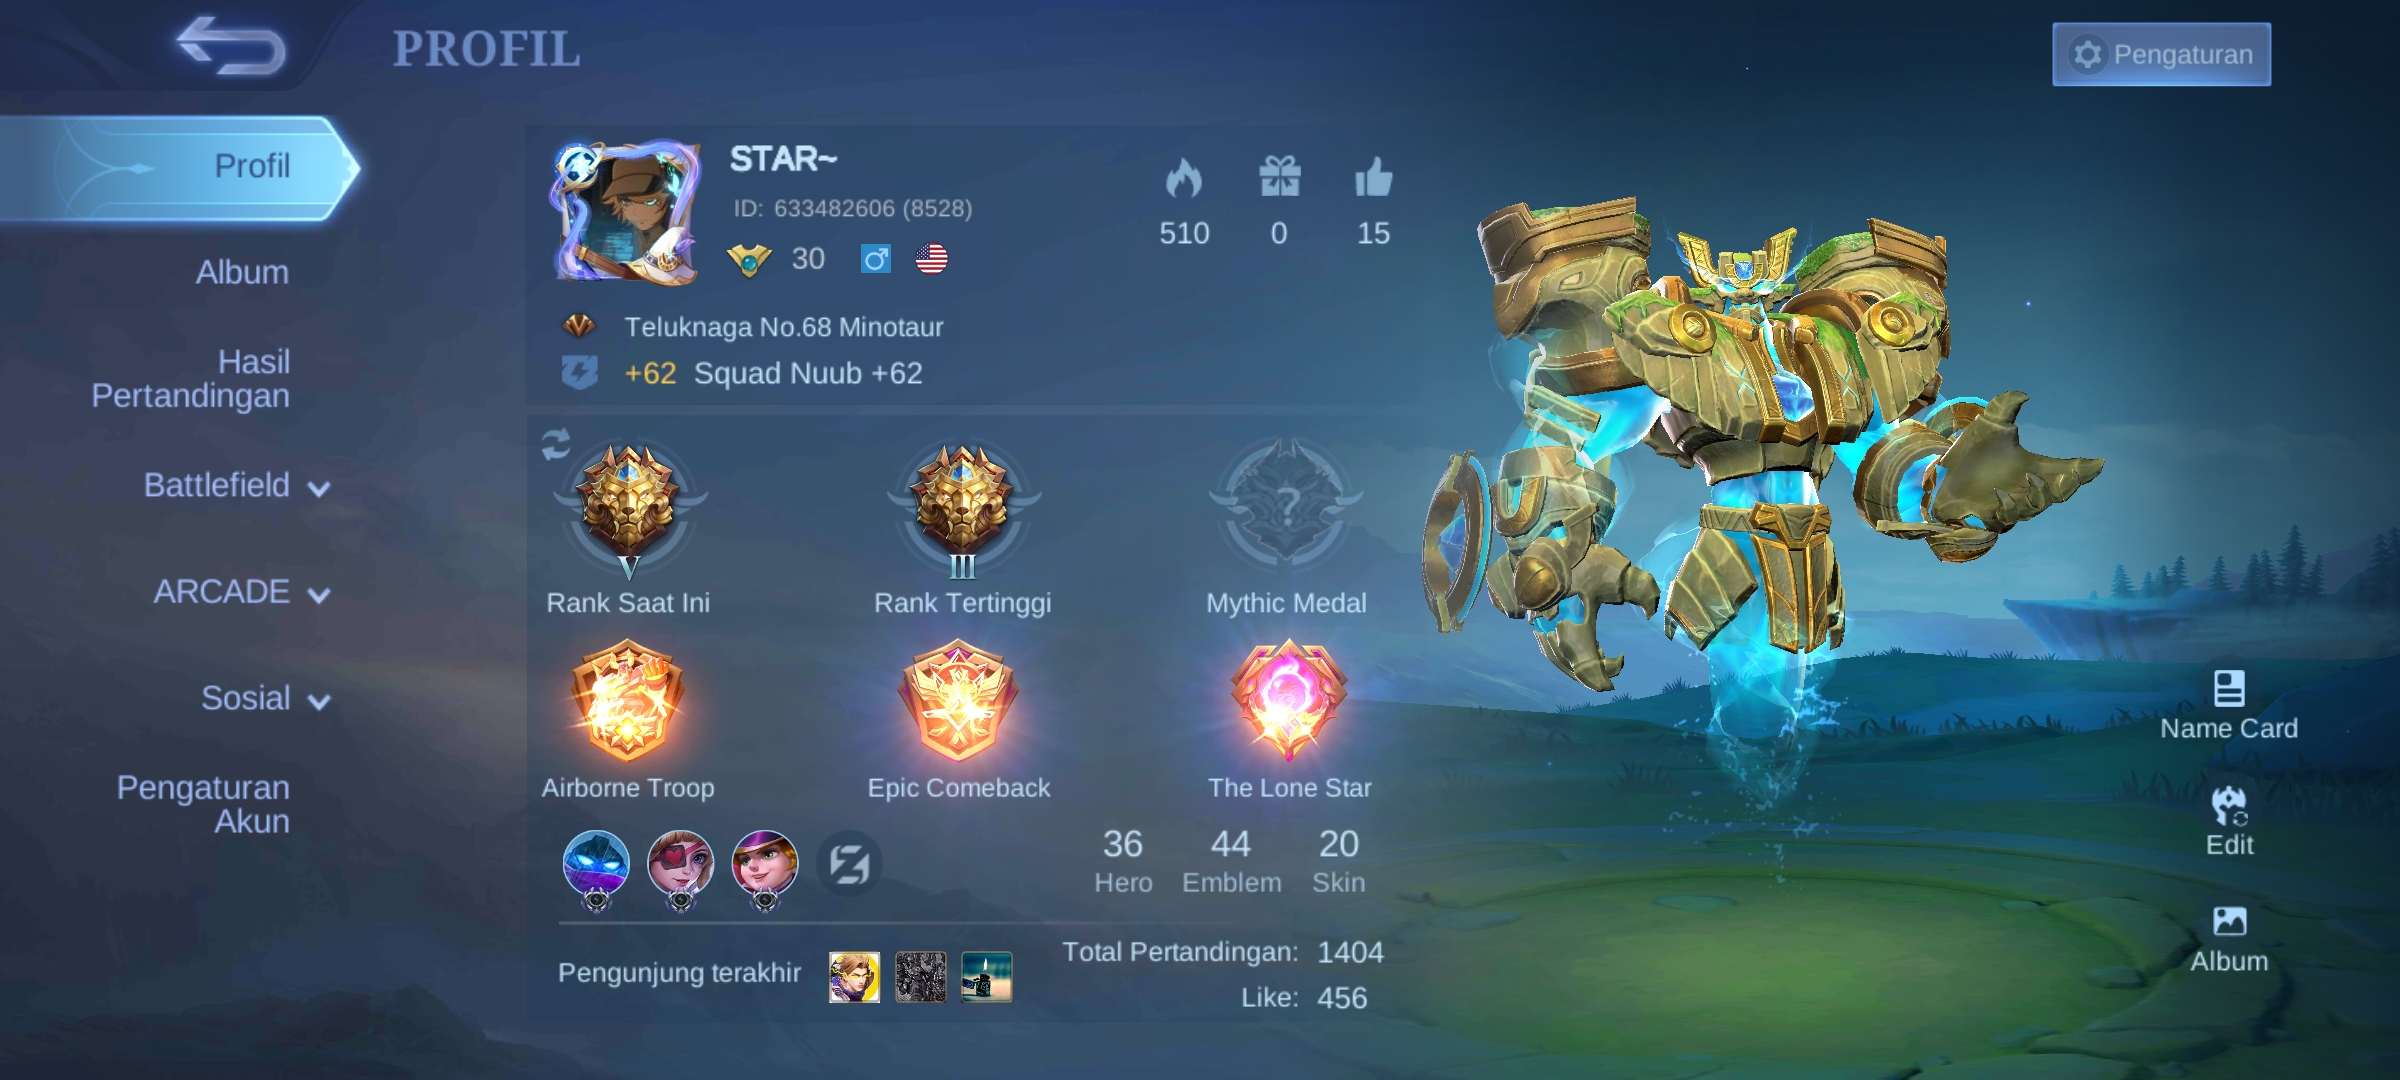 PROFIL
Pengaturan
Profil
Album
Hasil
Pertandingan
Battlefield
ARCADE
Sosial
Pengaturan
Akun
STAR~
ID: 633482606 (8528)
30
510
0
15
Teluknaga No.68 Minotaur
+62 Squad Nuub +62
V
III
?
Rank Saat Ini
Rank Tertinggi
Mythic Medal
Airborne Troop
Epic Comeback
The Lone Star
36
44
20
Hero
Emblem
Skin
Pengunjung terakhir
Total Pertandingan: 1404
Like: 456
Name Card
Edit
Album